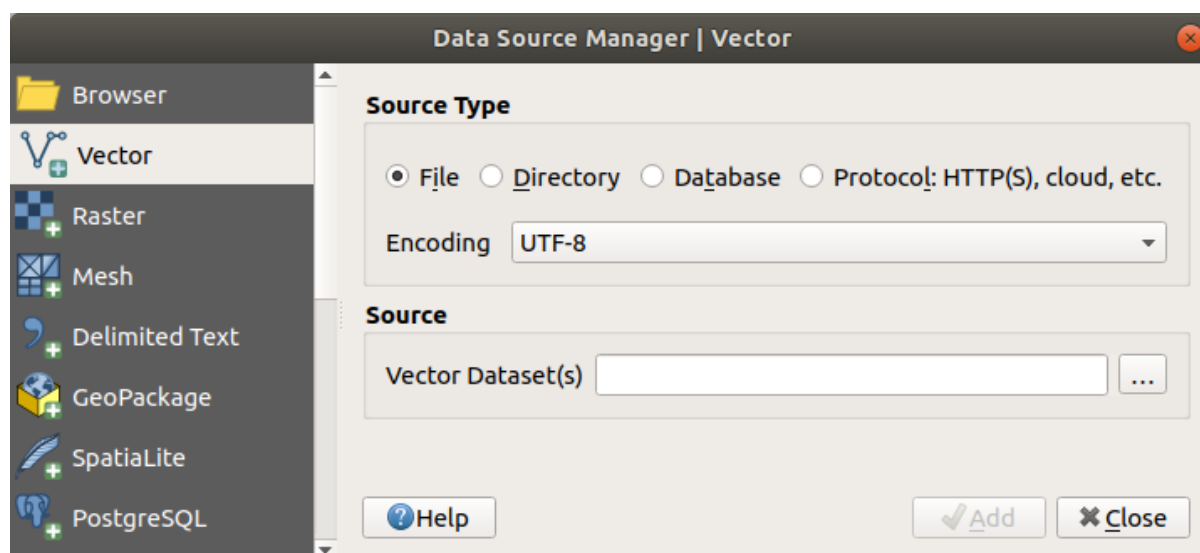 Data Source Manager | Vector
Browser
Vector
Raster
Mesh
Delimited Text
GeoPackage
SpatiaLite
PostgreSQL
Source Type
File Directory Database Protocol: HTTP(S), cloud, etc.
Encoding UTF-8
Source
Vector Dataset(s) ...
Help Add Close